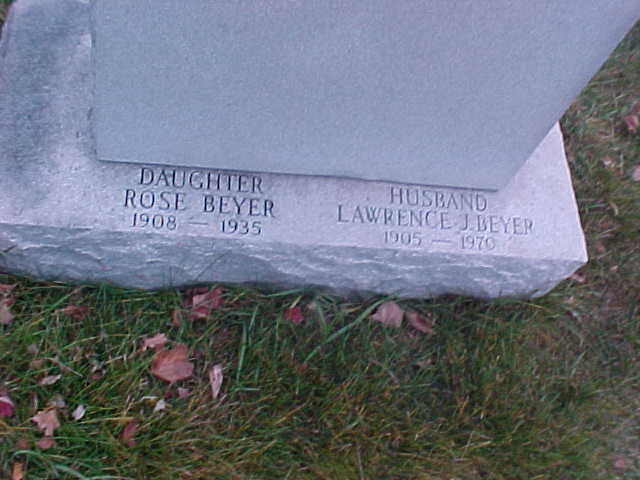 DAUGHTER
ROSE BEYER
1908 — 1935
HUSBAND
LAWRENCE J. BEYER
1905 — 1970